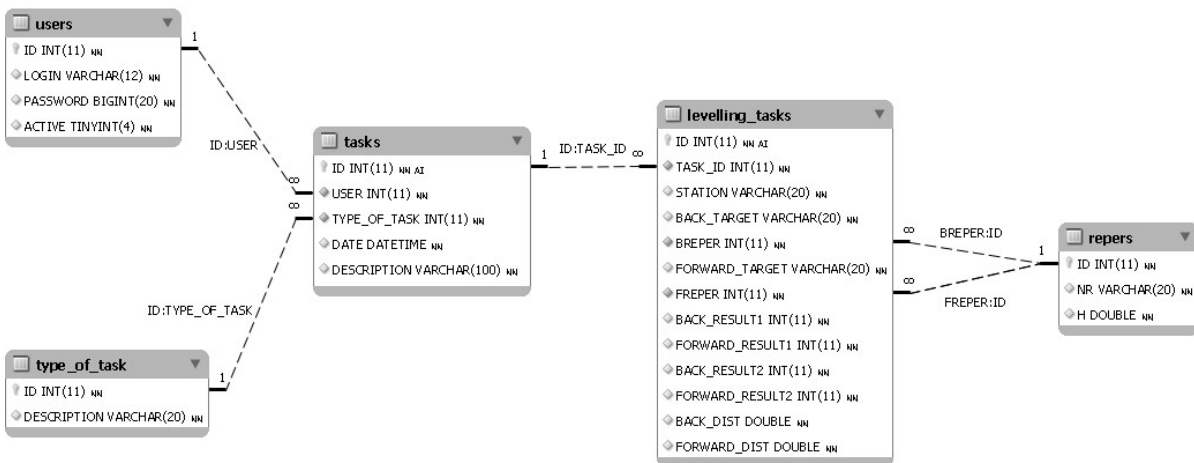 users
ID INT(11) NN
LOGIN VARCHAR(12) NN
PASSWORD BIGINT(20) NN
ACTIVE TINYINT(4) NN
1
ID:USER
∞
tasks
ID INT(11) NN AI
USER INT(11) NN
TYPE_OF_TASK INT(11) NN
DATE DATETIME NN
DESCRIPTION VARCHAR(100) NN
∞
ID:TYPE_OF_TASK
type_of_task
ID INT(11) NN
DESCRIPTION VARCHAR(20) NN
1
1
ID:TASK_ID
∞
levelling_tasks
ID INT(11) NN AI
TASK_ID INT(11) NN
STATION VARCHAR(20) NN
BACK_TARGET VARCHAR(20) NN
BREPER INT(11) NN
FORWARD_TARGET VARCHAR(20) NN
FREPER INT(11) NN
BACK_RESULT1 INT(11) NN
FORWARD_RESULT1 INT(11) NN
BACK_RESULT2 INT(11) NN
FORWARD_RESULT2 INT(11) NN
BACK_DIST DOUBLE NN
FORWARD_DIST DOUBLE NN
∞
BREPER:ID
1
∞
FREPER:ID
repers
ID INT(11) NN
NR VARCHAR(20) NN
H DOUBLE NN